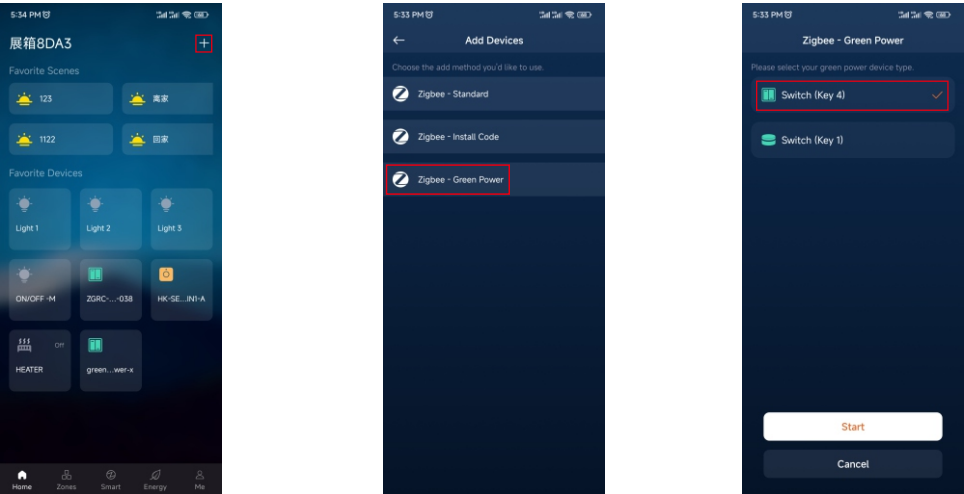 5:34 PM
展箱8DA3
Favorite Scenes
123
离家
1122
回家
Favorite Devices
Light 1
Light 2
Light 3
ON/OFF -M
ZGRC-...-038
HK-SE...IN1-A
Off
HEATER
green...wer-x
Home
Zones
Smart
Energy
Me
5:33 PM
Add Devices
Choose the add method you'd like to use.
Zigbee - Standard
Zigbee - Install Code
Zigbee - Green Power
5:33 PM
Zigbee - Green Power
Please select your green power device type.
Switch (Key 4)
Switch (Key 1)
Start
Cancel